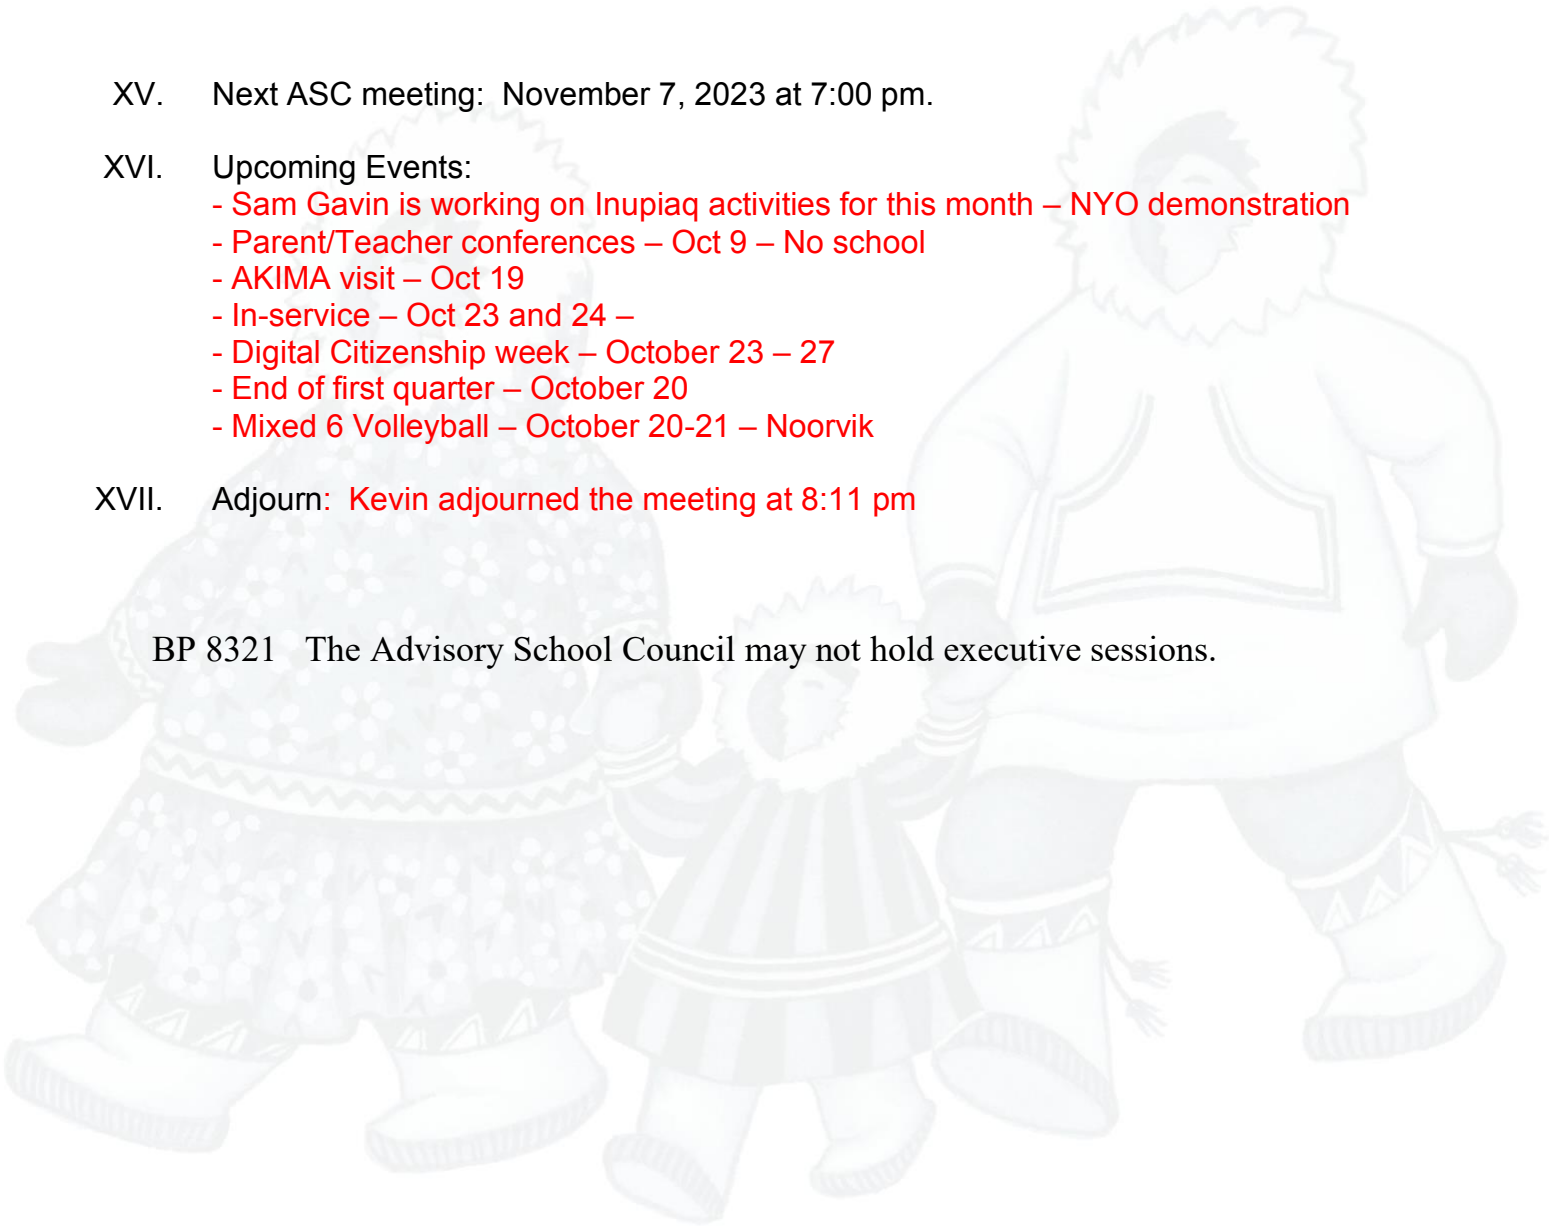 XV. Next ASC meeting: November 7, 2023 at 7:00 pm.
XVI. Upcoming Events:
- Sam Gavin is working on Inupiaq activities for this month – NYO demonstration
- Parent/Teacher conferences – Oct 9 – No school
- AKIMA visit – Oct 19
- In-service – Oct 23 and 24 –
- Digital Citizenship week – October 23 – 27
- End of first quarter – October 20
- Mixed 6 Volleyball – October 20-21 – Noorvik
XVII. Adjourn: Kevin adjourned the meeting at 8:11 pm
BP 8321 The Advisory School Council may not hold executive sessions.